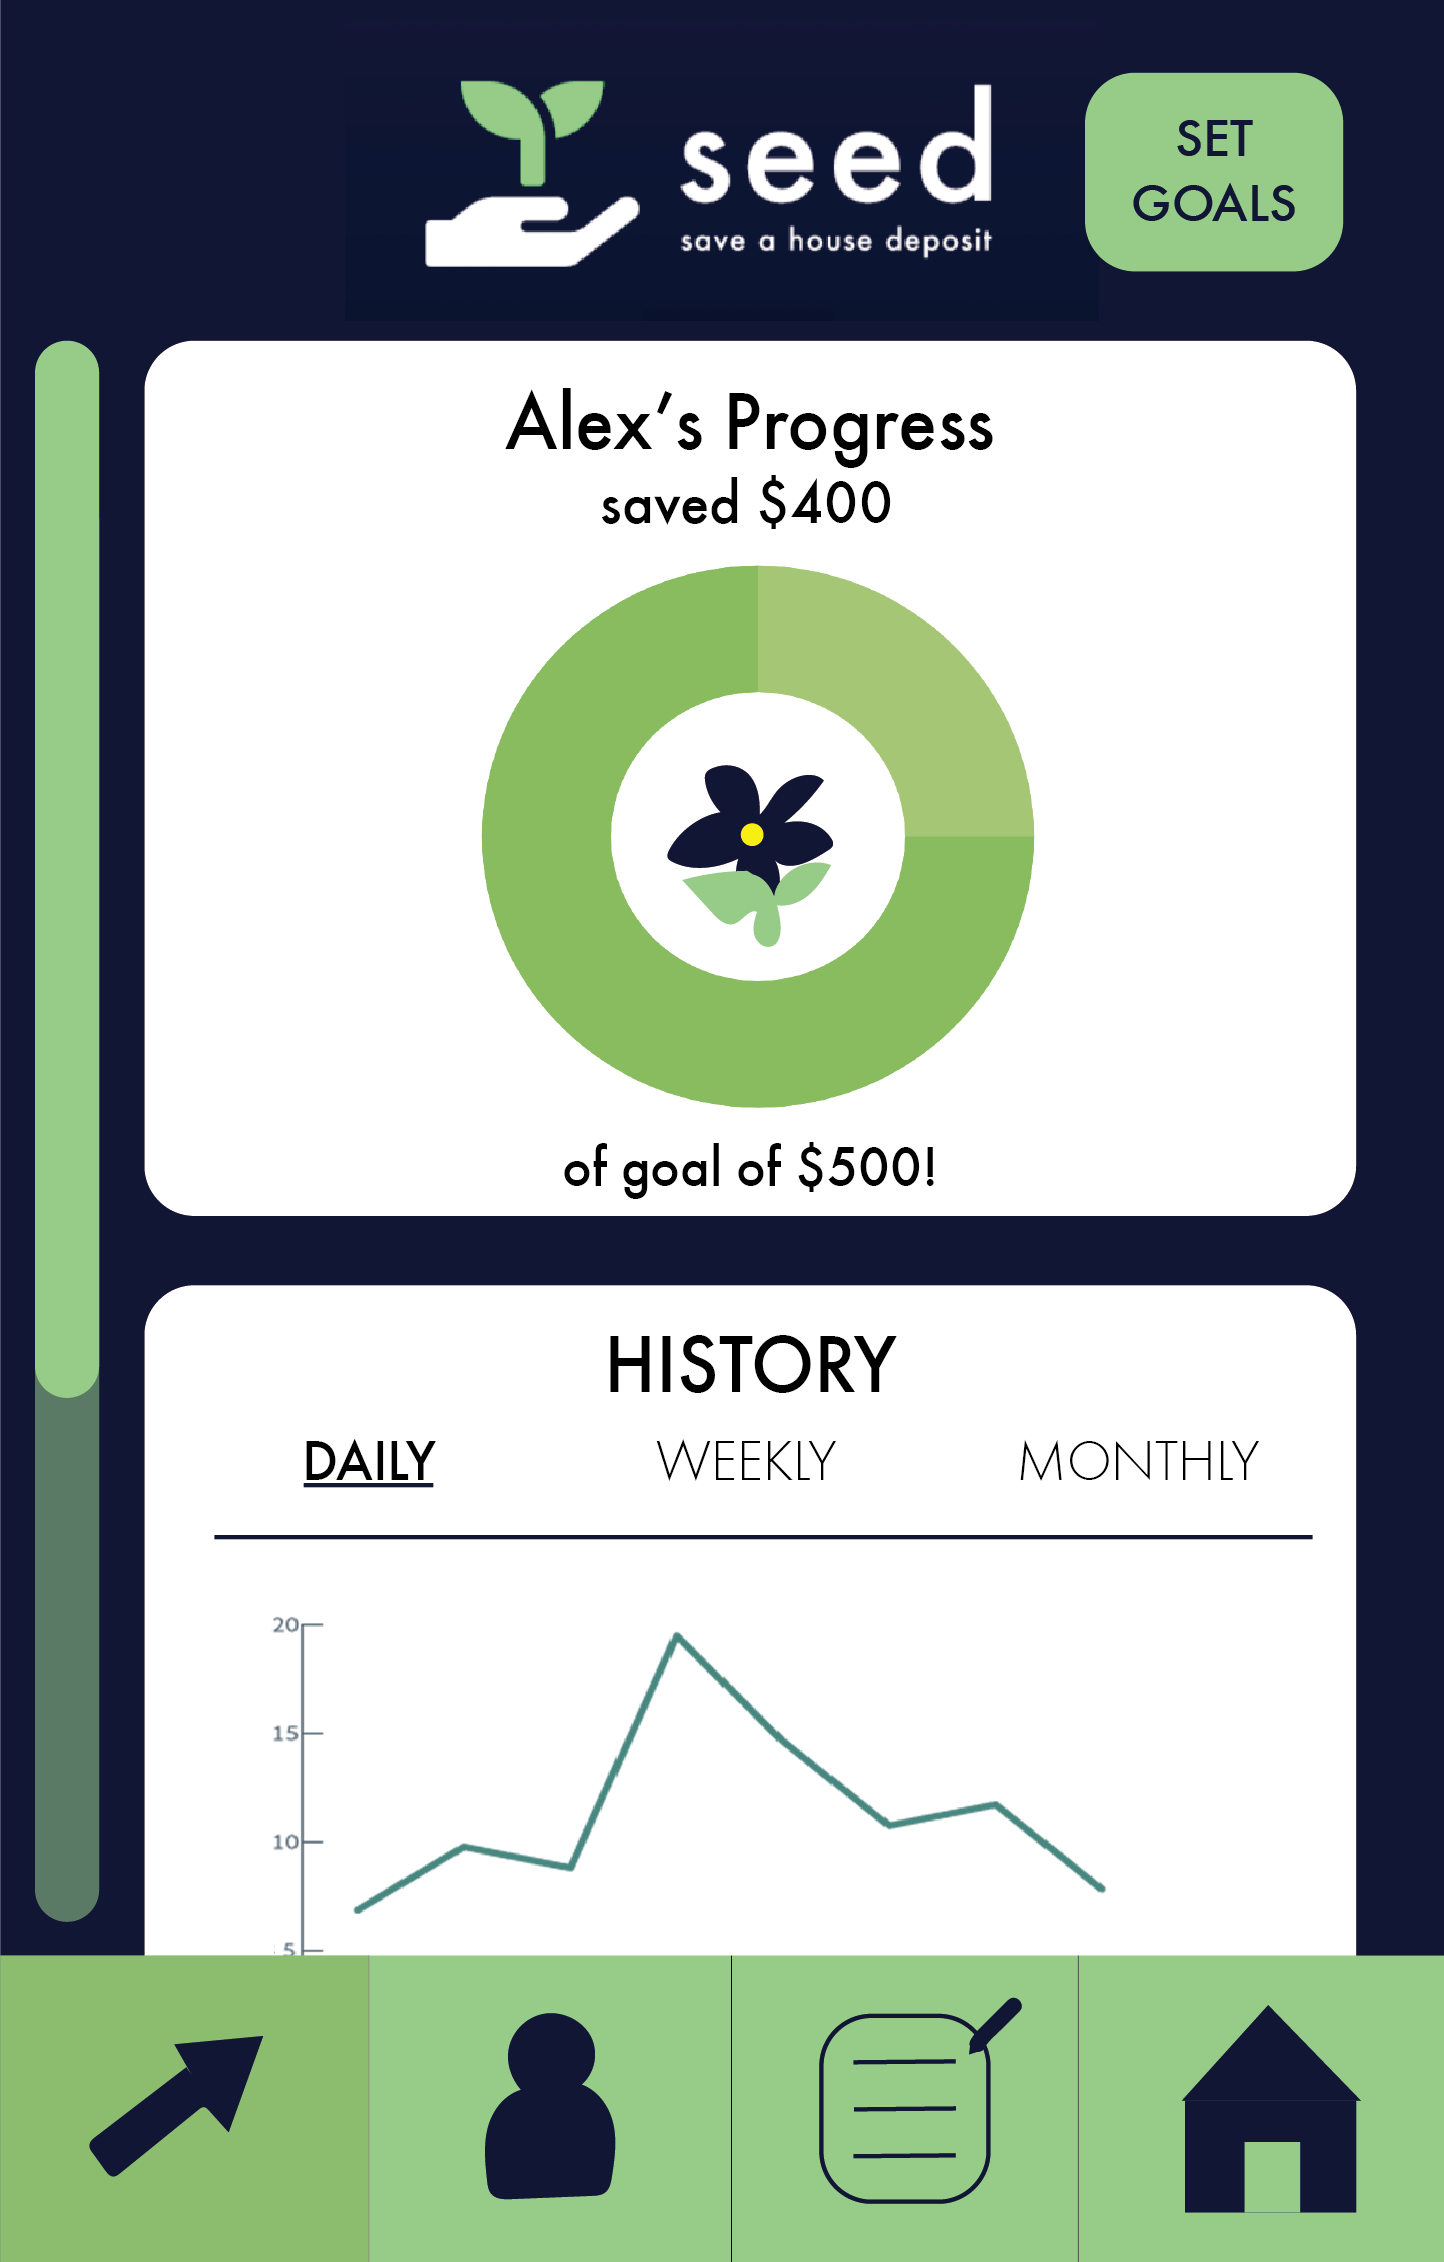 seed
save a house deposit
SET
GOALS
Alex's Progress
saved $400
of goal of $500!
HISTORY
DAILY WEEKLY MONTHLY
20
15
10
5